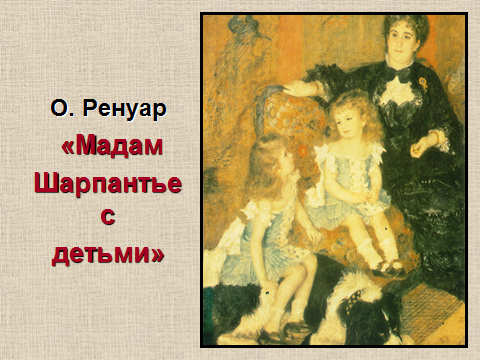 О. Ренуар
«Мадам
Шарпантье
с
детьми»